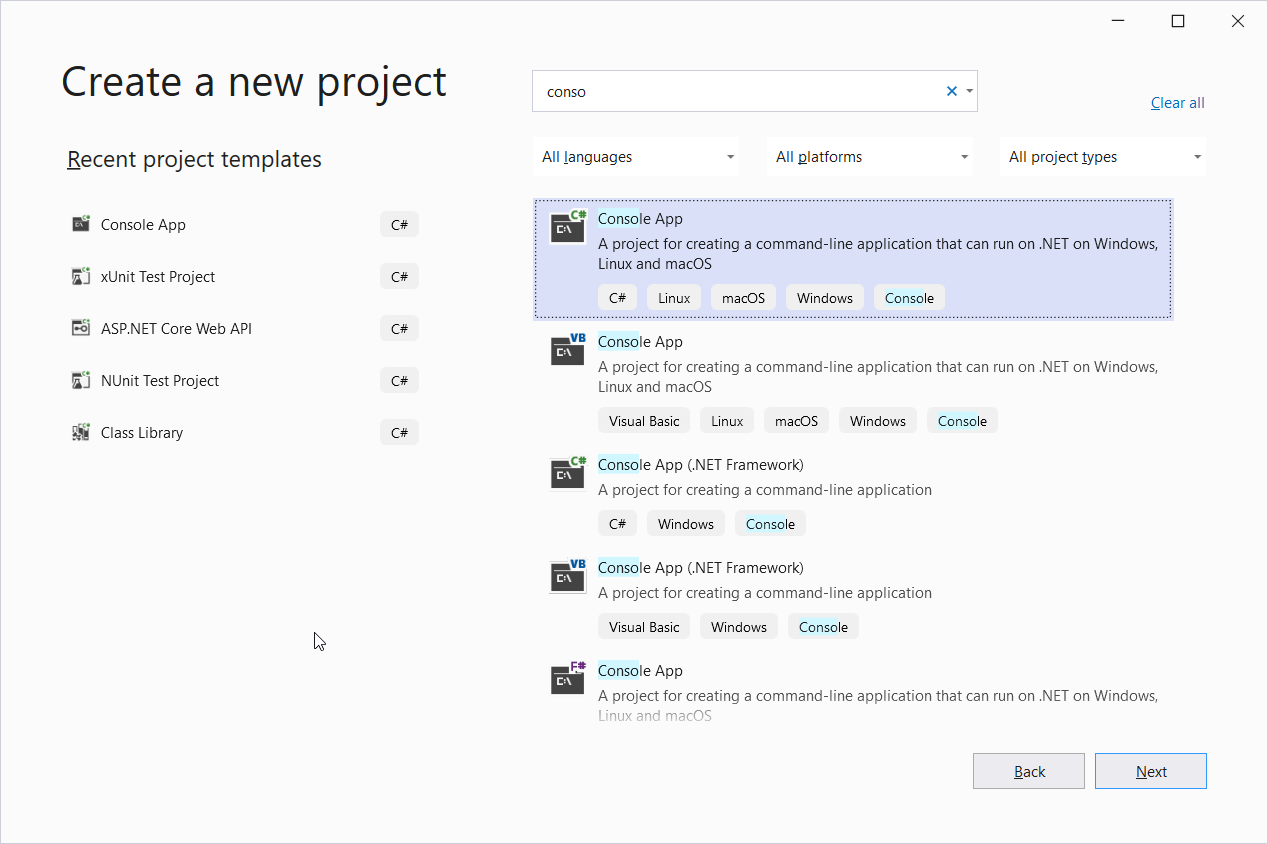 Create a new project
conso
Clear all
Recent project templates
All languages
All platforms
All project types
Console App
C#
xUnit Test Project
C#
ASP.NET Core Web API
C#
NUnit Test Project
C#
Class Library
C#
C#
Console App
A project for creating a command-line application that can run on .NET on Windows,
Linux and macOS
C#
Linux
macOS
Windows
Console
VB
Console App
A project for creating a command-line application that can run on .NET on Windows,
Linux and macOS
Visual Basic
Linux
macOS
Windows
Console
C#
Console App (.NET Framework)
A project for creating a command-line application
C#
Windows
Console
VB
Console App (.NET Framework)
A project for creating a command-line application
Visual Basic
Windows
Console
F#
Console App
A project for creating a command-line application that can run on .NET on Windows,
Linux and macOS
Back
Next